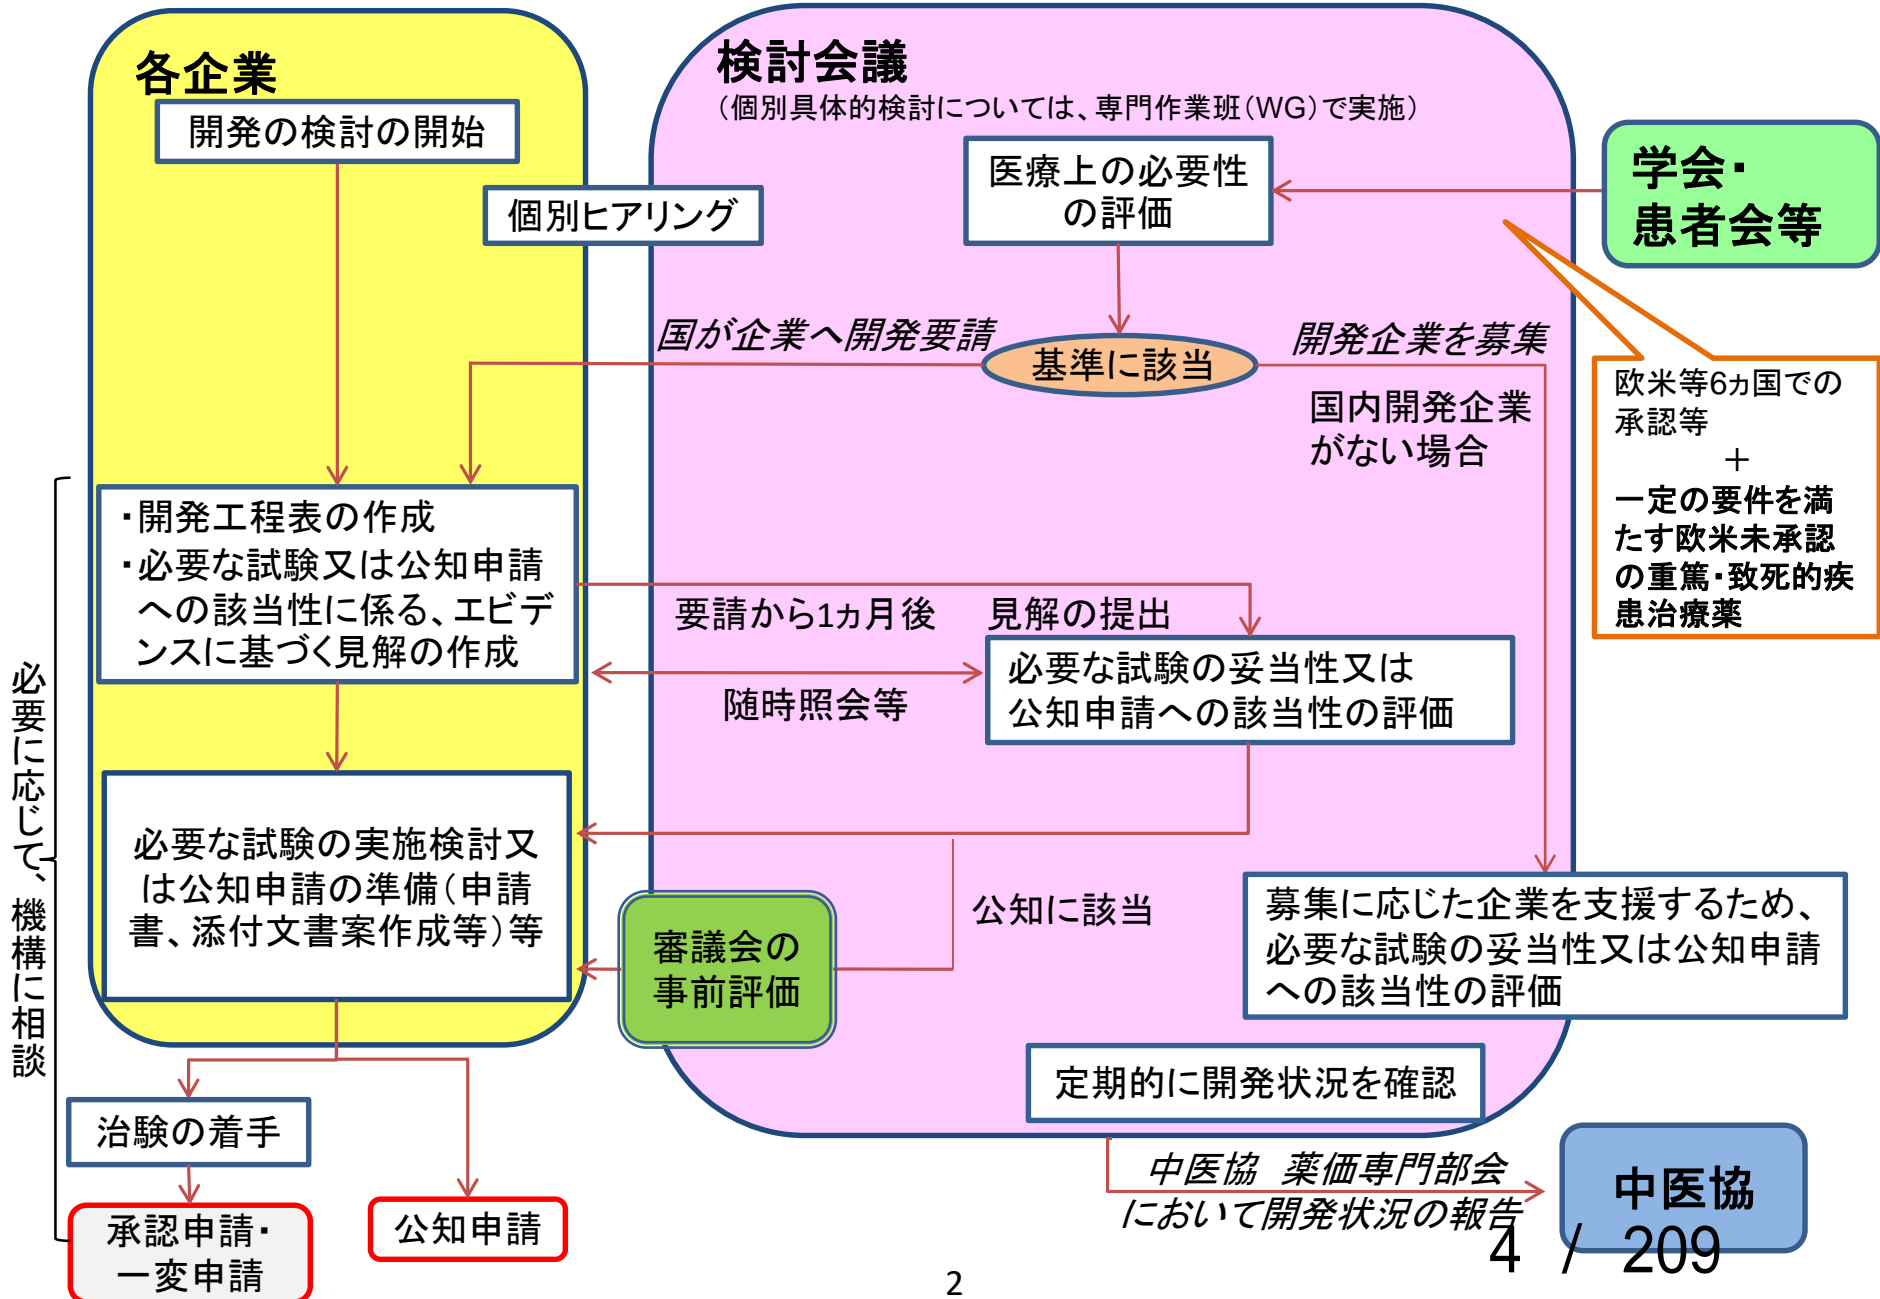 各企業
開発の検討の開始
個別ヒアリング
検討会議
（個別具体的検討については、専門作業班（WG）で実施）
医療上の必要性
の評価
学会・
患者会等
国が企業へ開発要請
基準に該当
開発企業を募集
国内開発企業
がない場合
欧米等6ヵ国での
承認等
＋
一定の要件を満
たす欧米未承認
の重篤・致死的疾
患治療薬
・開発工程表の作成
・必要な試験又は公知申請
への該当性に係る、エビデ
ンスに基づく見解の作成
要請から1ヵ月後
見解の提出
随時照会等
必要な試験の妥当性又は
公知申請への該当性の評価
必要に応じて、機構に相談
必要な試験の実施検討又
は公知申請の準備（申請
書、添付文書案作成等）等
審議会の
事前評価
公知に該当
募集に応じた企業を支援するため、
必要な試験の妥当性又は公知申請
への該当性の評価
定期的に開発状況を確認
治験の着手
承認申請・
一変申請
公知申請
中医協　薬価専門部会
において開発状況の報告
中医協
4 / 209
2